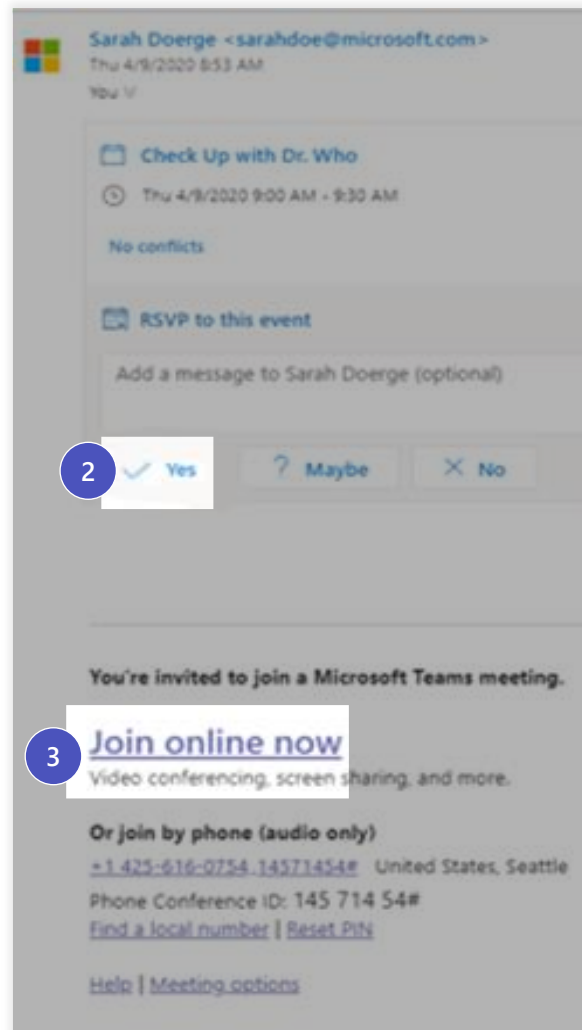 Sarah Doerge <sarahdoe@microsoft.com>
Thu 4/9/2020 8:53 AM
You
Check Up with Dr. Who
Thu 4/9/2020 9:00 AM - 9:30 AM
No conflicts
RSVP to this event
Add a message to Sarah Doerge (optional)
2 Yes ? Maybe No
You're invited to join a Microsoft Teams meeting.
3 Join online now
Video conferencing, screen sharing, and more.
Or join by phone (audio only)
+1 425-616-0754,,14571454# United States, Seattle
Phone Conference ID: 145 714 54#
Find a local number | Reset PIN
Help | Meeting options